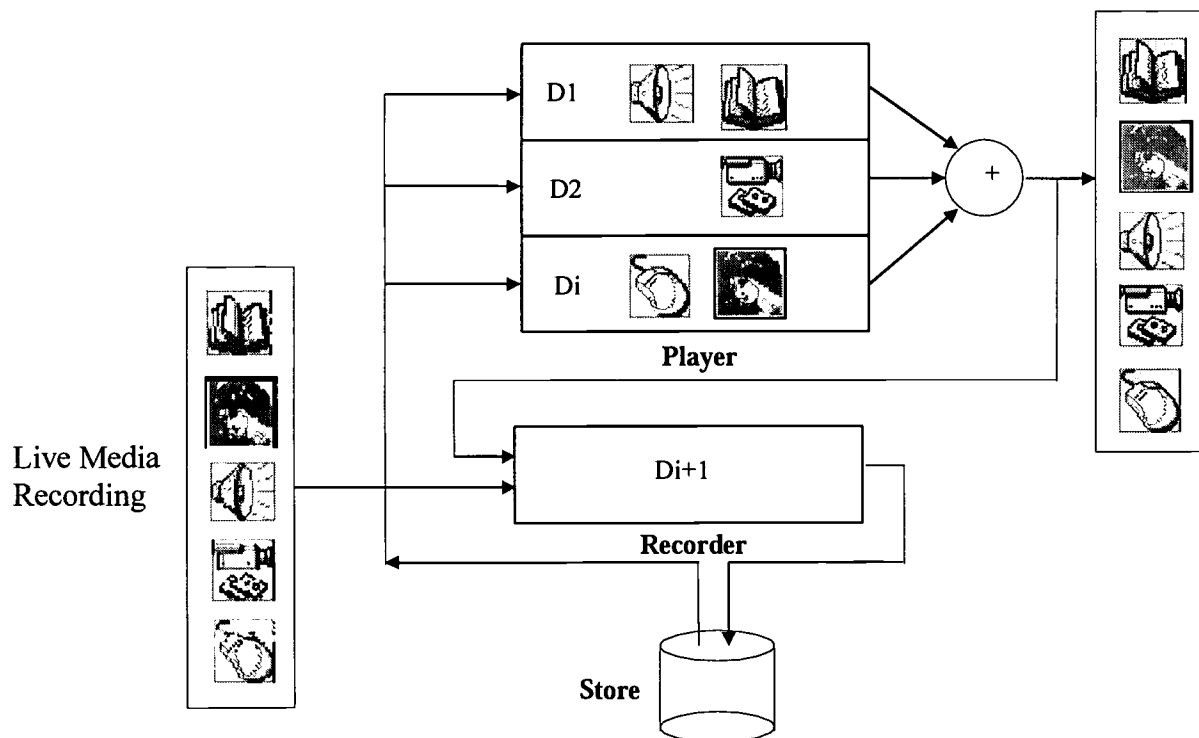 D1
D2
+
Di
Player
Live Media
Recording
Di+1
Recorder
Store